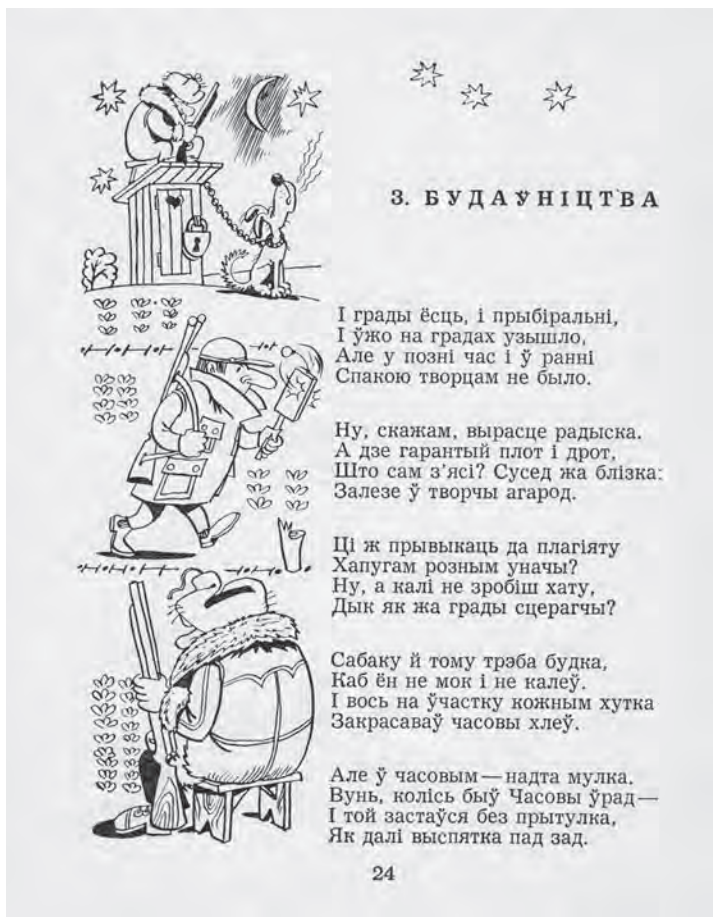 3. БУДАЎНІЦТВА
І грады ёсць, і прыбіральні,
І ўжо на градах узышло,
Але у позні час і ў ранні
Спакою творцам не было.
Ну, скажам, вырасце радыска.
А дзе гарантый плот і дрот,
Што сам з'ясі? Сусед жа блізка:
Залезе ў творчы агарод.
Ці ж прывыкаць да плагіяту
Хапугам розным уначы?
Ну, а калі не зробіш хату,
Дык як жа грады сцерагчы?
Сабаку й тому трэба будка,
Каб ён не мок і не калеў.
І вось на ўчастку кожным хутка
Закрасаваў часовы хлеў.
Але ў часовым — надта мулка.
Вунь, колісь быў Часовы ўрад —
І той застаўся без прытулка,
Як далі выспятка пад зад.
24